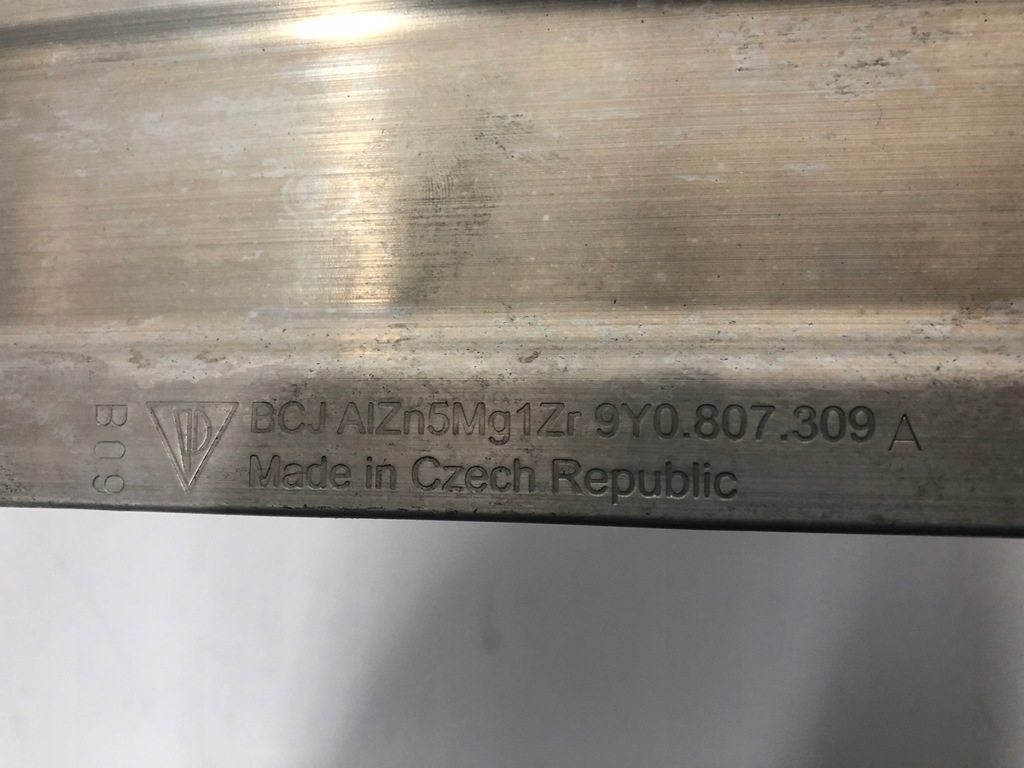 BCJ AlZn5Mg1Zr 9Y0.807.309 A
Made in Czech Republic
B09